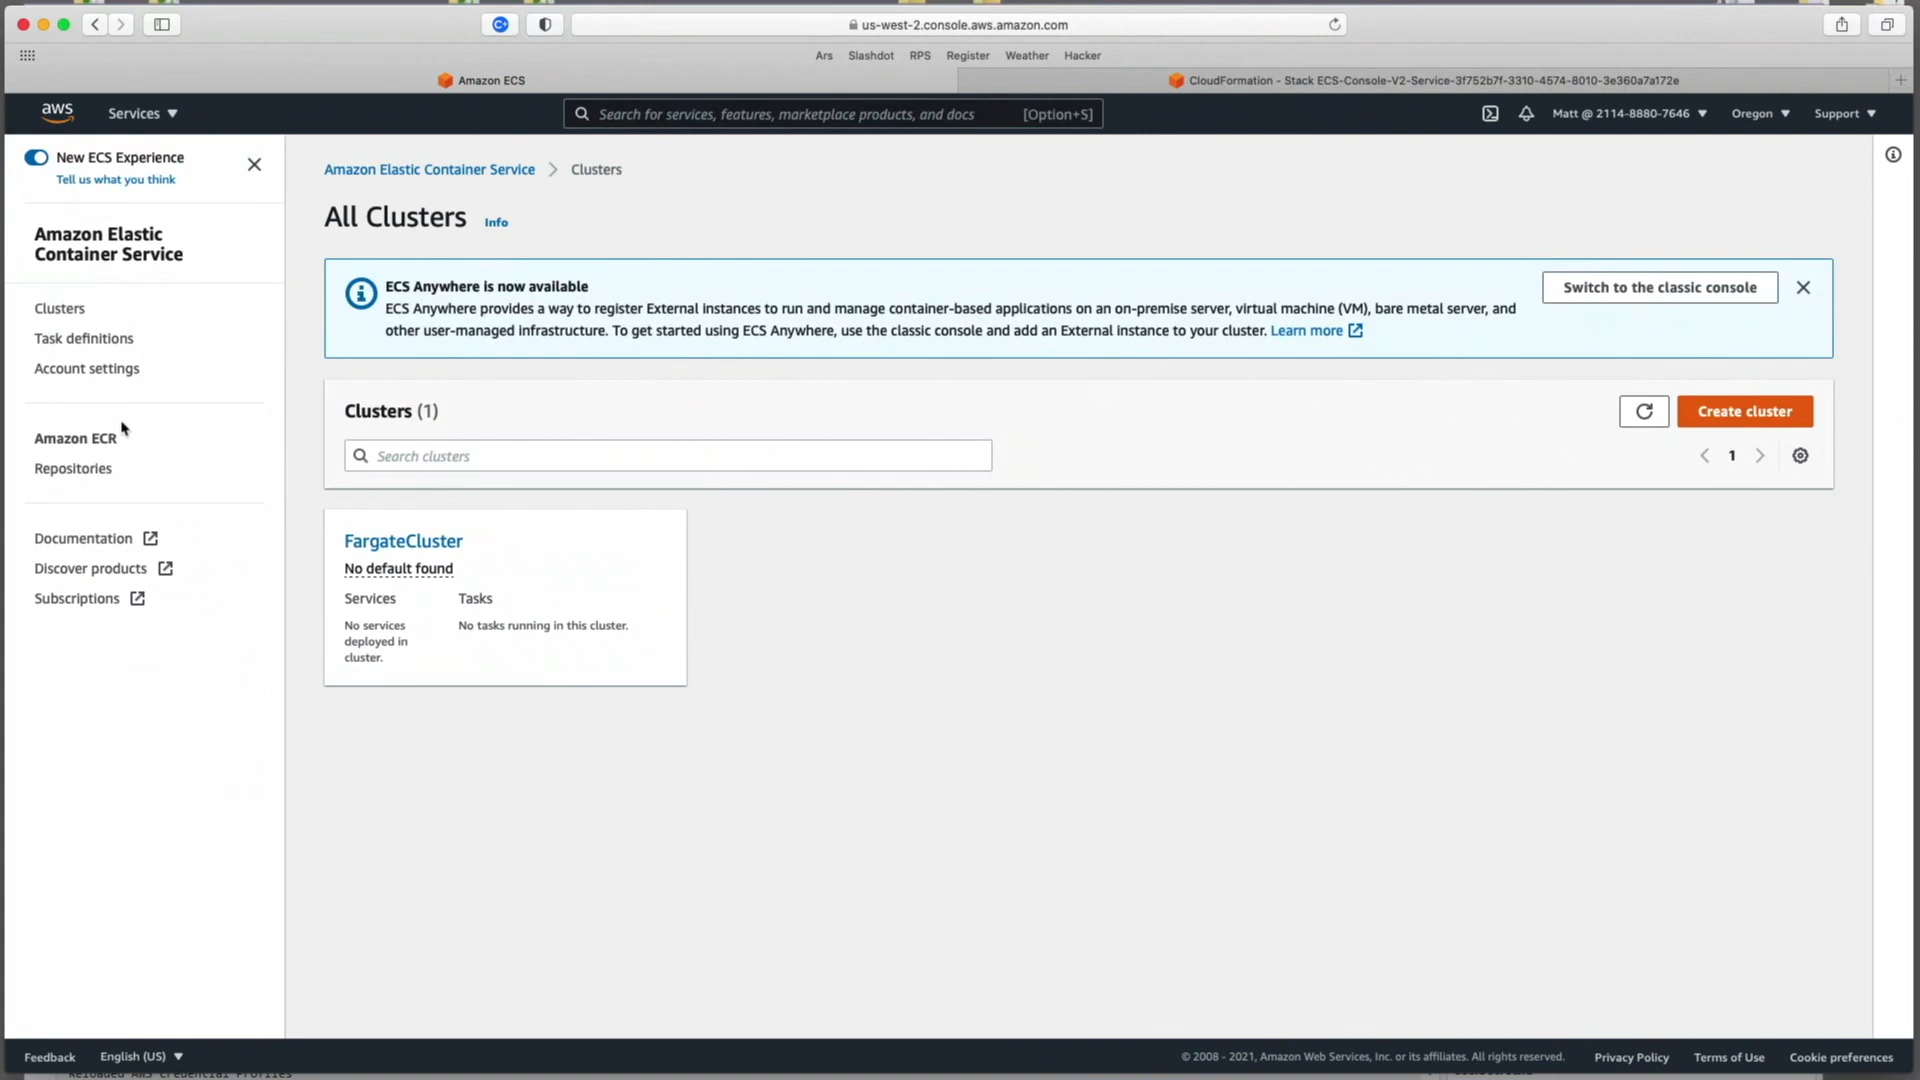 us-west-2.console.aws.amazon.com
Ars Slashdot RPS Register Weather Hacker
Amazon ECS
CloudFormation - Stack ECS-Console-V2-Service-3f752b7f-3310-4574-8010-3e360a7a172e
aws
Services
Search for services, features, marketplace products, and docs [Option+S]
Matt @ 2114-8880-7646
Oregon
Support
New ECS Experience
Tell us what you think
Amazon Elastic
Container Service
Clusters
Task definitions
Account settings
Amazon ECR
Repositories
Documentation
Discover products
Subscriptions
Amazon Elastic Container Service Clusters
All Clusters Info
ECS Anywhere is now available
ECS Anywhere provides a way to register External instances to run and manage container-based applications on an on-premise server, virtual machine (VM), bare metal server, and
other user-managed infrastructure. To get started using ECS Anywhere, use the classic console and add an External instance to your cluster. Learn more
Switch to the classic console
Clusters (1)
Create cluster
Search clusters
1
FargateCluster
No default found
Services Tasks
No services
deployed in
cluster.
No tasks running in this cluster.
Feedback English (US)
© 2008 - 2021, Amazon Web Services, Inc. or its affiliates. All rights reserved. Privacy Policy Terms of Use Cookie preferences
Reloaded AWS Credential Profiles